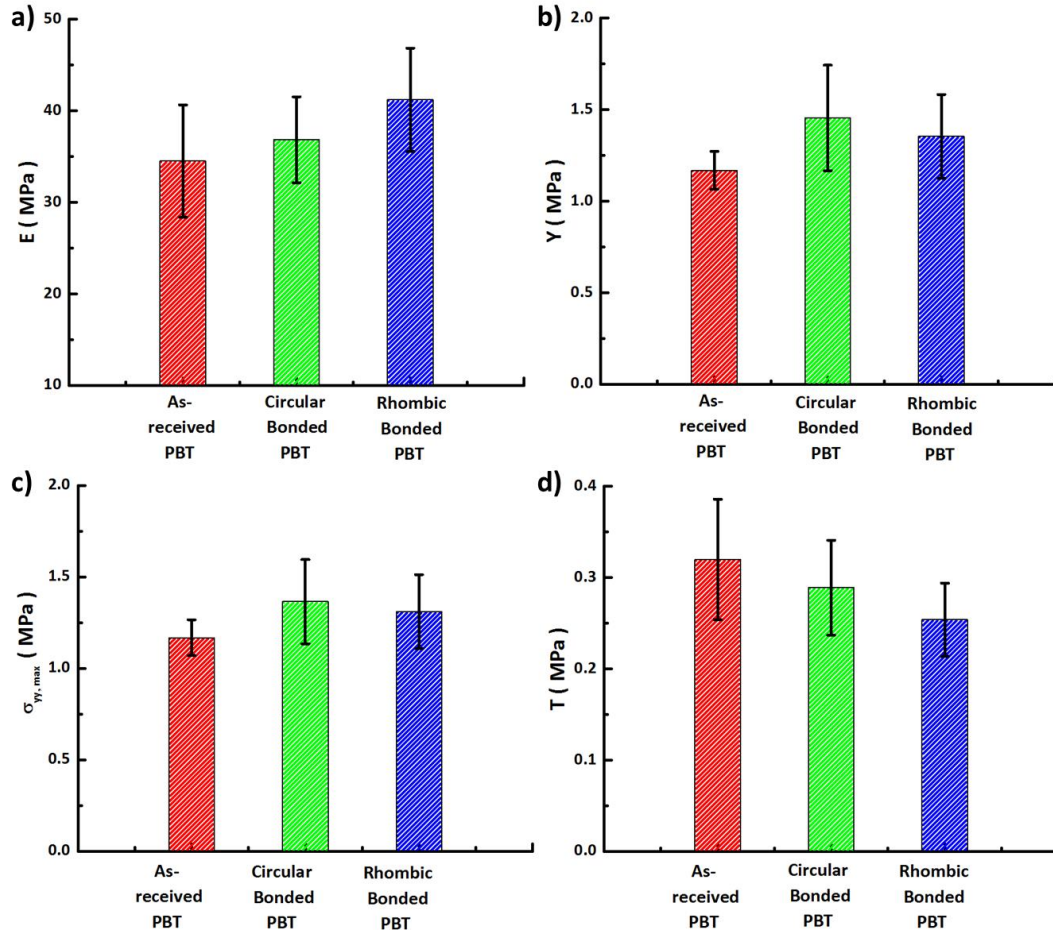 a)
50
40
30
20
10
E ( MPa )
As-
received
PBT
Circular
Bonded
PBT
Rhombic
Bonded
PBT
b)
2.0
1.5
1.0
0.5
0.0
Y ( MPa )
As-
received
PBT
Circular
Bonded
PBT
Rhombic
Bonded
PBT
c)
2.0
1.5
1.0
0.5
0.0
σyy, max ( MPa )
As-
received
PBT
Circular
Bonded
PBT
Rhombic
Bonded
PBT
d)
0.4
0.3
0.2
0.1
0.0
T ( MPa )
As-
received
PBT
Circular
Bonded
PBT
Rhombic
Bonded
PBT